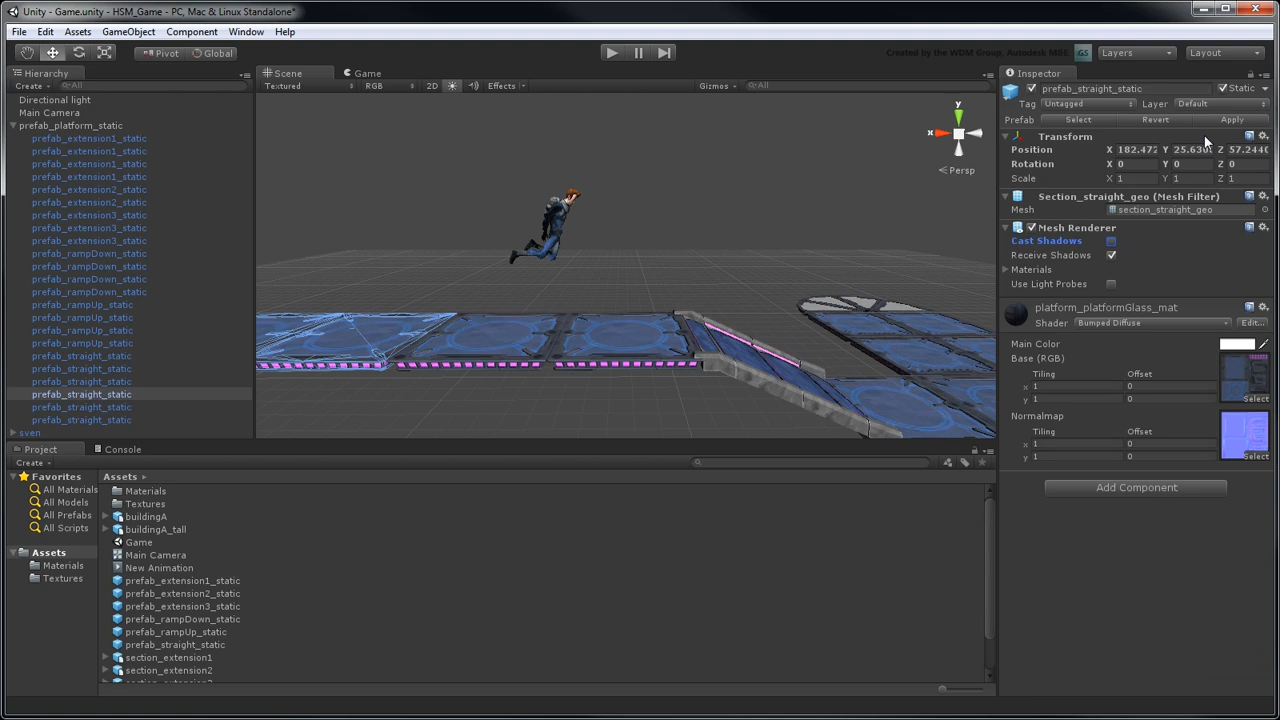 Unity - Game.unity - HSM_Game - PC, Mac & Linux Standalone*
File Edit Assets GameObject Component Window Help
Pivot Global
Created by the WDM Group, Autodesk M&E
GS
Layers Layout
Hierarchy
Create All
Directional light
Main Camera
prefab_platform_static
prefab_extension1_static
prefab_extension1_static
prefab_extension1_static
prefab_extension1_static
prefab_extension2_static
prefab_extension2_static
prefab_extension3_static
prefab_extension3_static
prefab_extension3_static
prefab_rampDown_static
prefab_rampDown_static
prefab_rampDown_static
prefab_rampDown_static
prefab_rampUp_static
prefab_rampUp_static
prefab_rampUp_static
prefab_rampUp_static
prefab_straight_static
prefab_straight_static
prefab_straight_static
prefab_straight_static
prefab_straight_static
prefab_straight_static
sven
Scene Game
Textured RGB 2D Effects Gizmos All
y
x
Persp
Inspector
prefab_straight_static Static
Tag Untagged Layer Default
Prefab Select Revert Apply
Transform
Position X 182.472 Y 25.630 Z 57.2440
Rotation X 0 Y 0 Z 0
Scale X 1 Y 1 Z 1
Section_straight_geo (Mesh Filter)
Mesh section_straight_geo
Mesh Renderer
Cast Shadows
Receive Shadows
Materials
Use Light Probes
platform_platformGlass_mat
Shader Bumped Diffuse Edit...
Main Color
Base (RGB)
Tiling Offset
x 1 0
y 1 0
Select
Normalmap
Tiling Offset
x 1 0
y 1 0
Select
Add Component
Project Console
Create
Favorites
All Materials
All Models
All Prefabs
All Scripts
Assets
Materials
Textures
Assets
Materials
Textures
buildingA
buildingA_tall
Game
Main Camera
New Animation
prefab_extension1_static
prefab_extension2_static
prefab_extension3_static
prefab_rampDown_static
prefab_rampUp_static
prefab_straight_static
section_extension1
section_extension2